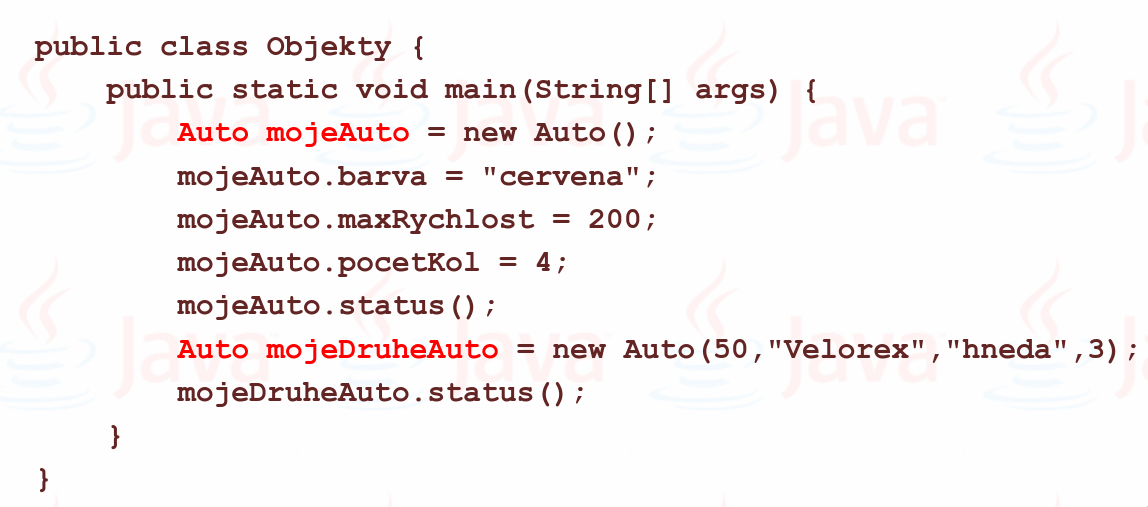 public class Objekty {
    public static void main(String[] args) {
        Auto mojeAuto = new Auto();
        mojeAuto.barva = "cervena";
        mojeAuto.maxRychlost = 200;
        mojeAuto.pocetKol = 4;
        mojeAuto.status();
        Auto mojeDruheAuto = new Auto(50,"Velorex","hneda",3);
        mojeDruheAuto.status();
    }
}